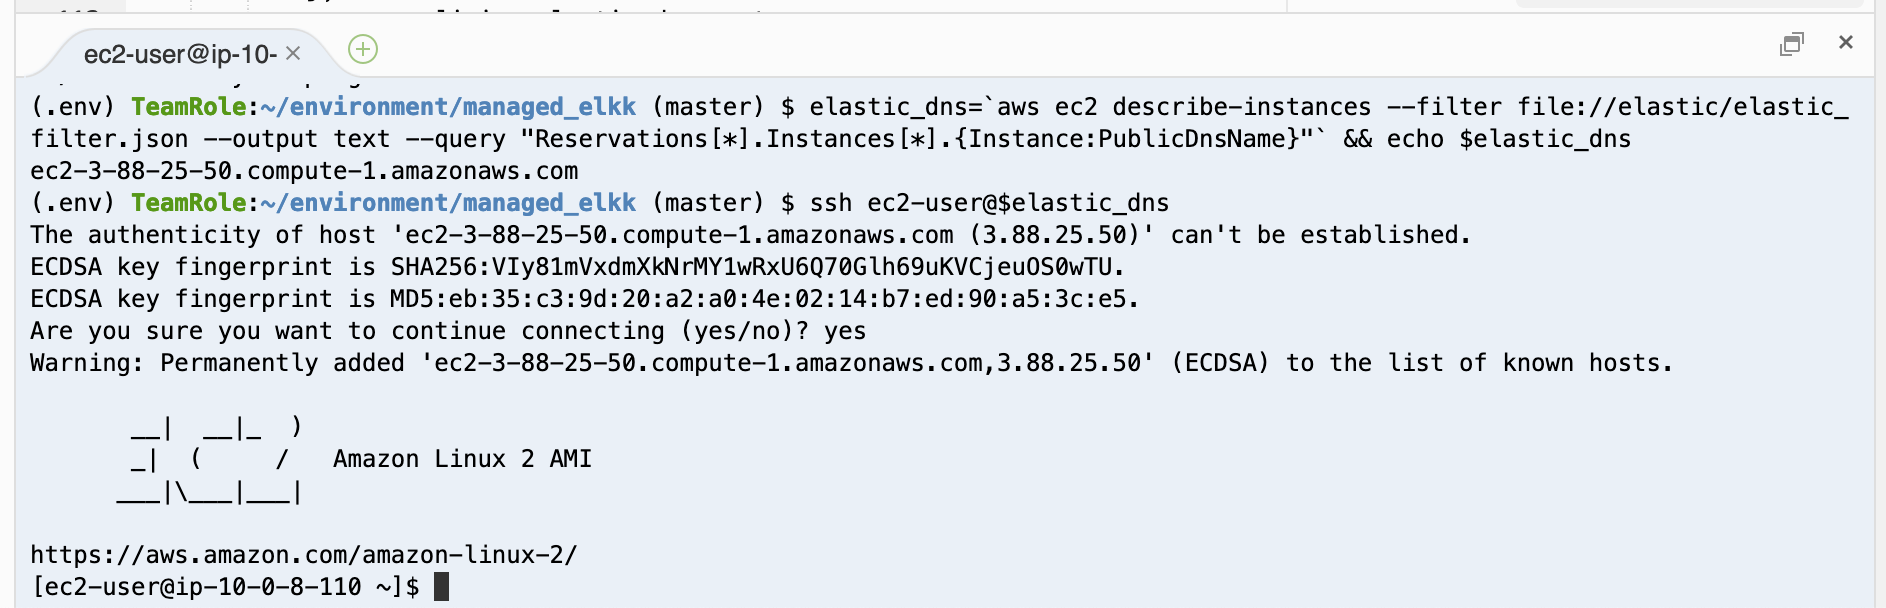 ec2-user@ip-10- ×
(.env) TeamRole:~/environment/managed_elkk (master) $ elastic_dns=`aws ec2 describe-instances --filter file://elastic/elastic_
filter.json --output text --query "Reservations[*].Instances[*].{Instance:PublicDnsName}"` && echo $elastic_dns
ec2-3-88-25-50.compute-1.amazonaws.com
(.env) TeamRole:~/environment/managed_elkk (master) $ ssh ec2-user@$elastic_dns
The authenticity of host 'ec2-3-88-25-50.compute-1.amazonaws.com (3.88.25.50)' can't be established.
ECDSA key fingerprint is SHA256:VIy81mVxdmXkNrMY1wRxU6Q70Glh69uKVCjeuOS0wTU.
ECDSA key fingerprint is MD5:eb:35:c3:9d:20:a2:a0:4e:02:14:b7:ed:90:a5:3c:e5.
Are you sure you want to continue connecting (yes/no)? yes
Warning: Permanently added 'ec2-3-88-25-50.compute-1.amazonaws.com,3.88.25.50' (ECDSA) to the list of known hosts.
       __|  __|_  )
       _|  (     /   Amazon Linux 2 AMI
      ___|\___|___|
https://aws.amazon.com/amazon-linux-2/
[ec2-user@ip-10-0-8-110 ~]$